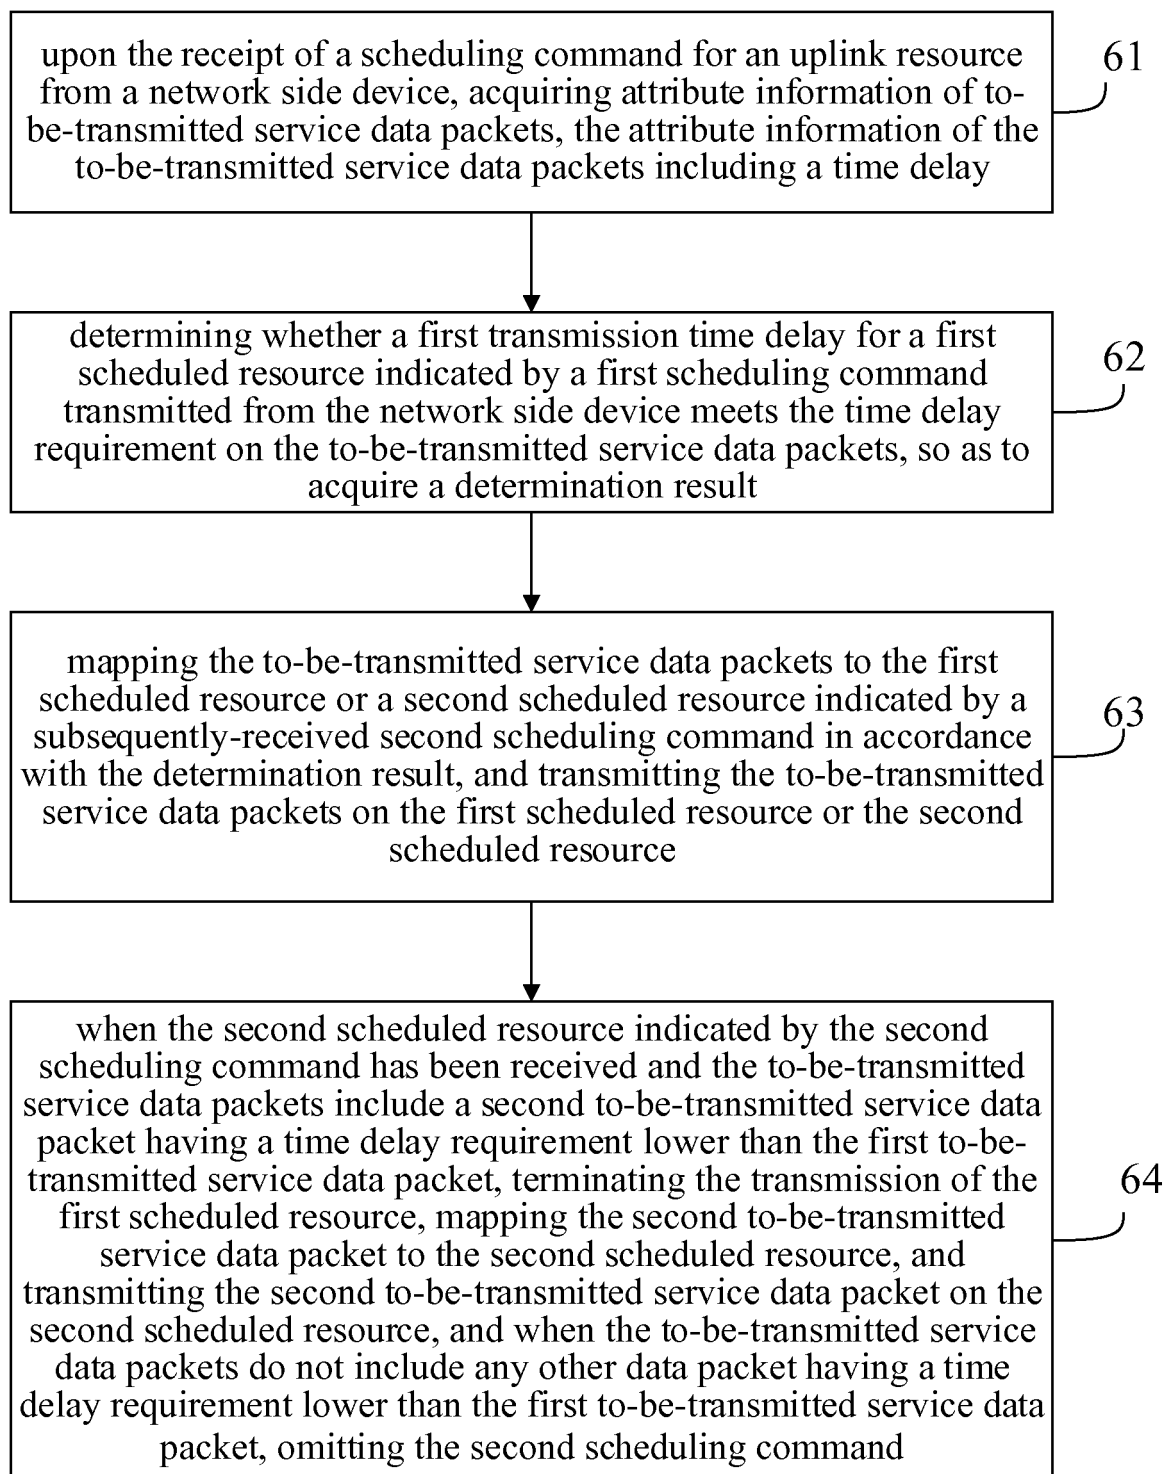 upon the receipt of a scheduling command for an uplink resource
from a network side device, acquiring attribute information of to-
be-transmitted service data packets, the attribute information of the
to-be-transmitted service data packets including a time delay
61
determining whether a first transmission time delay for a first
scheduled resource indicated by a first scheduling command
transmitted from the network side device meets the time delay
requirement on the to-be-transmitted service data packets, so as to
acquire a determination result
62
mapping the to-be-transmitted service data packets to the first
scheduled resource or a second scheduled resource indicated by a
subsequently-received second scheduling command in accordance
with the determination result, and transmitting the to-be-transmitted
service data packets on the first scheduled resource or the second
scheduled resource
63
when the second scheduled resource indicated by the second
scheduling command has been received and the to-be-transmitted
service data packets include a second to-be-transmitted service data
packet having a time delay requirement lower than the first to-be-
transmitted service data packet, terminating the transmission of the
first scheduled resource, mapping the second to-be-transmitted
service data packet to the second scheduled resource, and
transmitting the second to-be-transmitted service data packet on the
second scheduled resource, and when the to-be-transmitted service
data packets do not include any other data packet having a time
delay requirement lower than the first to-be-transmitted service data
packet, omitting the second scheduling command
64